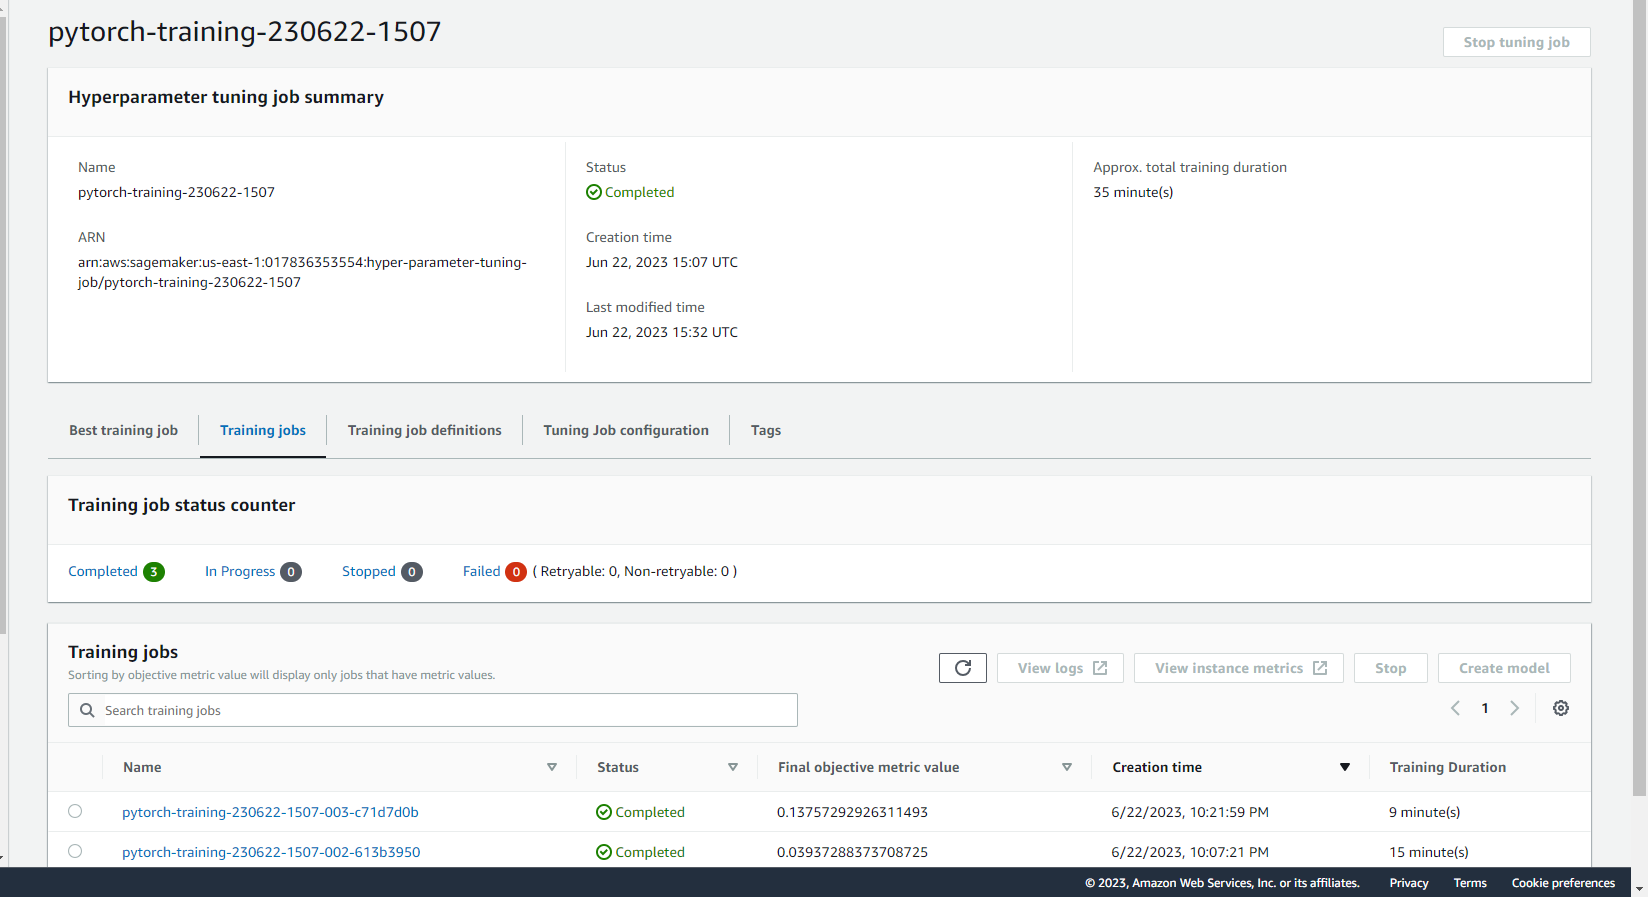 pytorch-training-230622-1507
Stop tuning job
Hyperparameter tuning job summary
Name
pytorch-training-230622-1507
ARN
arn:aws:sagemaker:us-east-1:017836353554:hyper-parameter-tuning-
job/pytorch-training-230622-1507
Status
Completed
Creation time
Jun 22, 2023 15:07 UTC
Last modified time
Jun 22, 2023 15:32 UTC
Approx. total training duration
35 minute(s)
Best training job
Training jobs
Training job definitions
Tuning Job configuration
Tags
Training job status counter
Completed 3 In Progress 0 Stopped 0 Failed 0 ( Retryable: 0, Non-retryable: 0 )
Training jobs
Sorting by objective metric value will display only jobs that have metric values.
View logs
View instance metrics
Stop
Create model
Search training jobs
1
Name Status Final objective metric value Creation time Training Duration
pytorch-training-230622-1507-003-c71d7d0b Completed 0.13757292926311493 6/22/2023, 10:21:59 PM 9 minute(s)
pytorch-training-230622-1507-002-613b3950 Completed 0.03937288373708725 6/22/2023, 10:07:21 PM 15 minute(s)
© 2023, Amazon Web Services, Inc. or its affiliates. Privacy Terms Cookie preferences